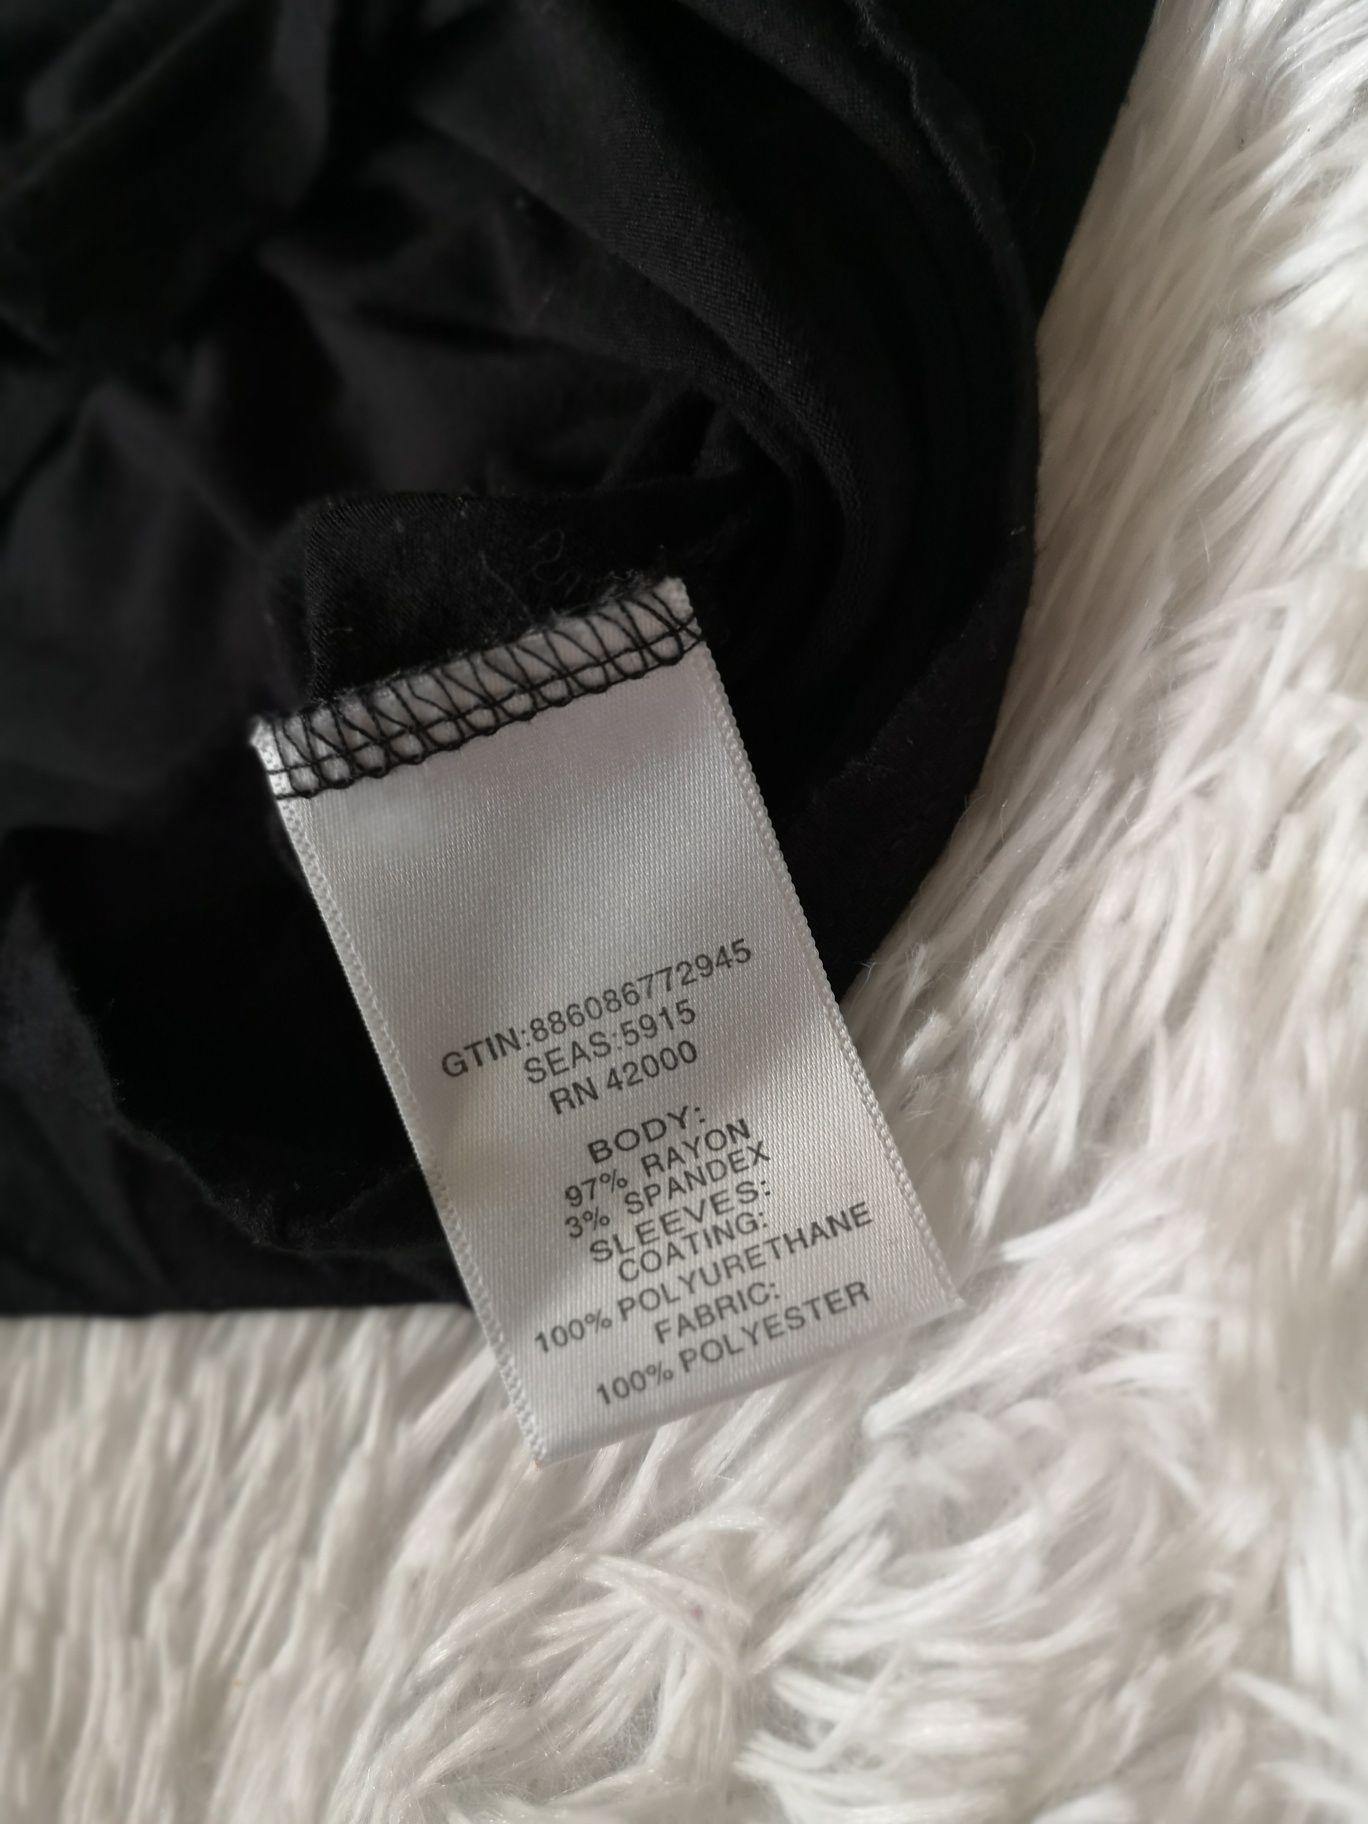 GTIN:886086772945
SEAS:5915
RN 42000
BODY:
97% RAYON
3% SPANDEX
SLEEVES:
COATING:
100% POLYURETHANE
FABRIC:
100% POLYESTER